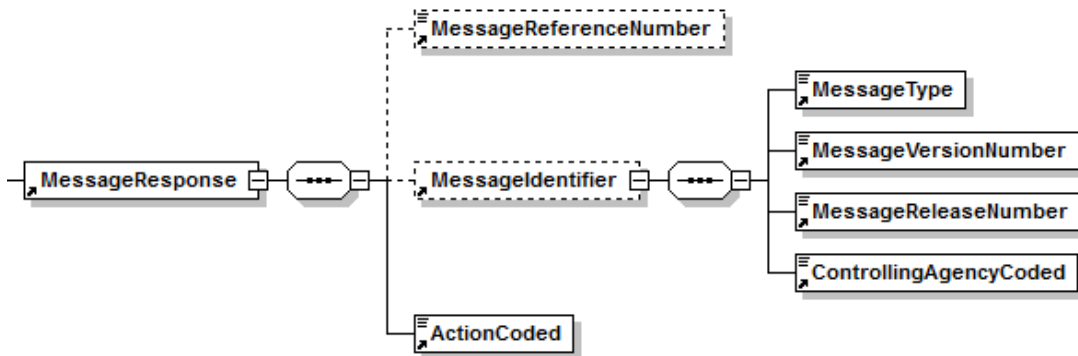 MessageReferenceNumber
MessageType
MessageVersionNumber
MessageResponse
MessageIdentifier
MessageReleaseNumber
ControllingAgencyCoded
ActionCoded